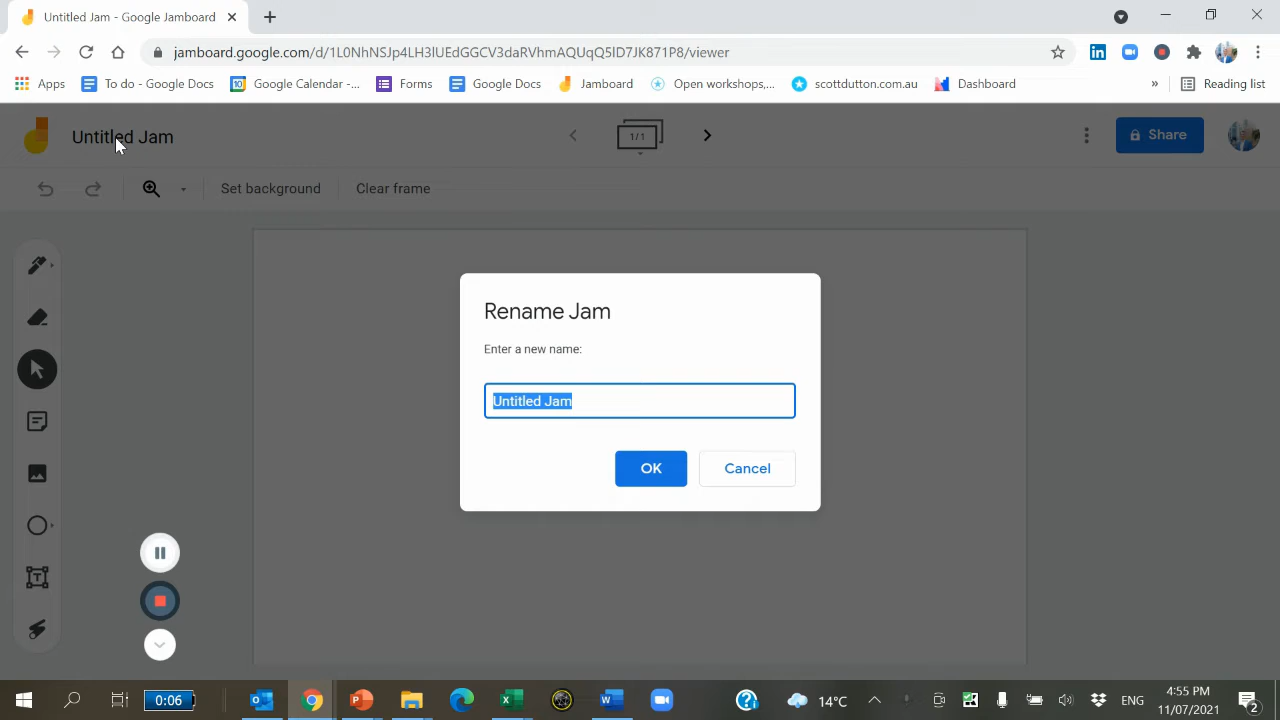 Untitled Jam - Google Jamboard
jamboard.google.com/d/1L0NhNSJp4LH3lUEdGGCV3daRVhmAQUqQ5ID7JK871P8/viewer
Apps To do - Google Docs Google Calendar -... Forms Google Docs Jamboard Open workshops,... scottdutton.com.au Dashboard » Reading list
Untitled Jam 1/1 Share
Set background Clear frame
Rename Jam
Enter a new name:
Untitled Jam
OK Cancel
0:06 14°C ENG 4:55 PM
11/07/2021
2